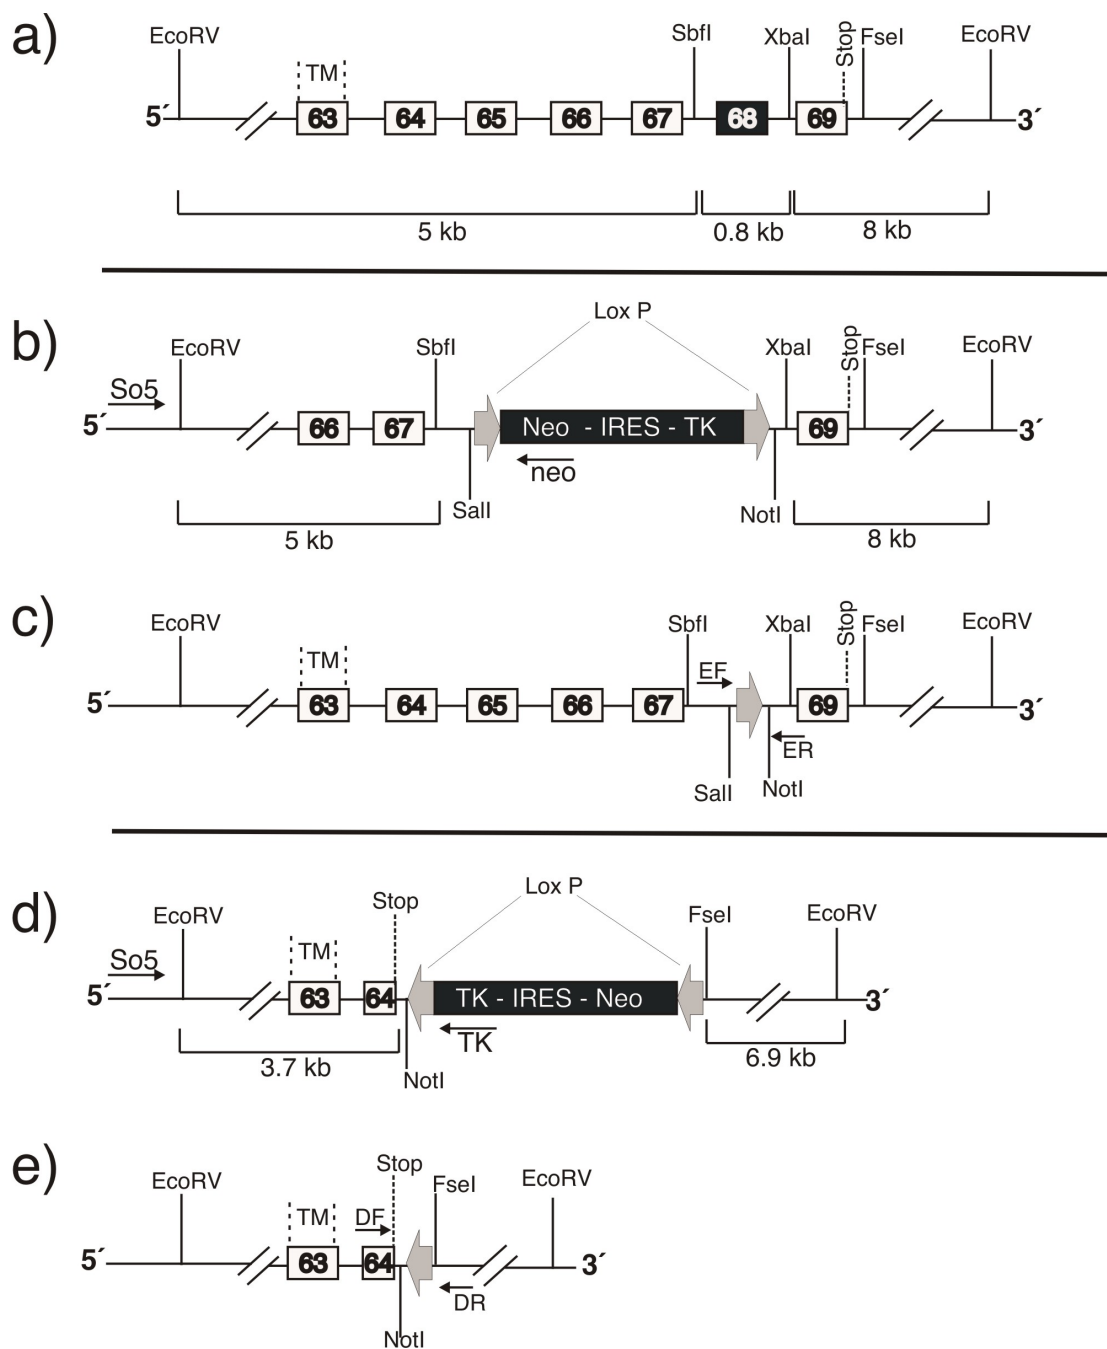 a)
EcoRV
TM
SbfI
XbaI
Stop
FseI
EcoRV
5´
63
64
65
66
67
68
69
3´
5 kb
0.8 kb
8 kb
b)
Lox P
So5
EcoRV
SbfI
XbaI
Stop
FseI
EcoRV
5´
66
67
Neo - IRES - TK
69
3´
neo
SalI
NotI
5 kb
8 kb
c)
EcoRV
TM
SbfI
EF
XbaI
Stop
FseI
EcoRV
5´
63
64
65
66
67
69
3´
ER
SalI
NotI
d)
Lox P
So5
EcoRV
TM
Stop
FseI
EcoRV
5´
63
64
TK - IRES - Neo
3´
TK
3.7 kb
NotI
6.9 kb
e)
EcoRV
TM
DF
Stop
FseI
EcoRV
5´
63
64
3´
DR
NotI